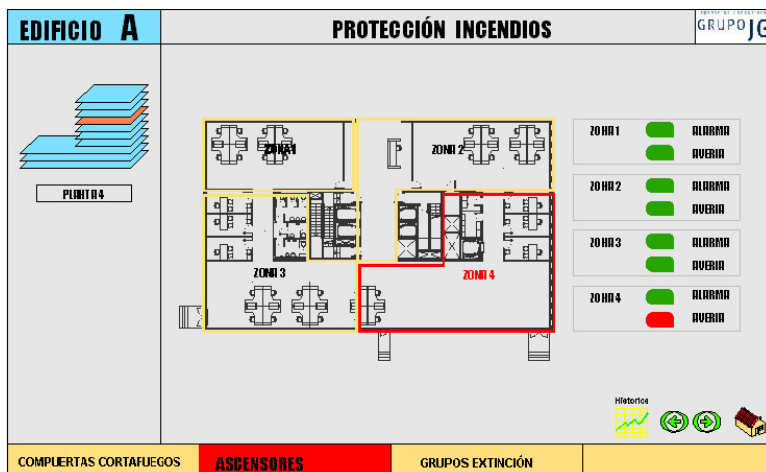 EDIFICIO A
PROTECCIÓN INCENDIOS
GRUPO JG
PLANTA 4
ZONA 1
ZONA 2
ZONA 3
ZONA 4
ZONA 1 ALARMA
AVERIA
ZONA 2 ALARMA
AVERIA
ZONA 3 ALARMA
AVERIA
ZONA 4 ALARMA
AVERIA
Historico
COMPUERTAS CORTAFUEGOS
ASCENSORES
GRUPOS EXTINCIÓN